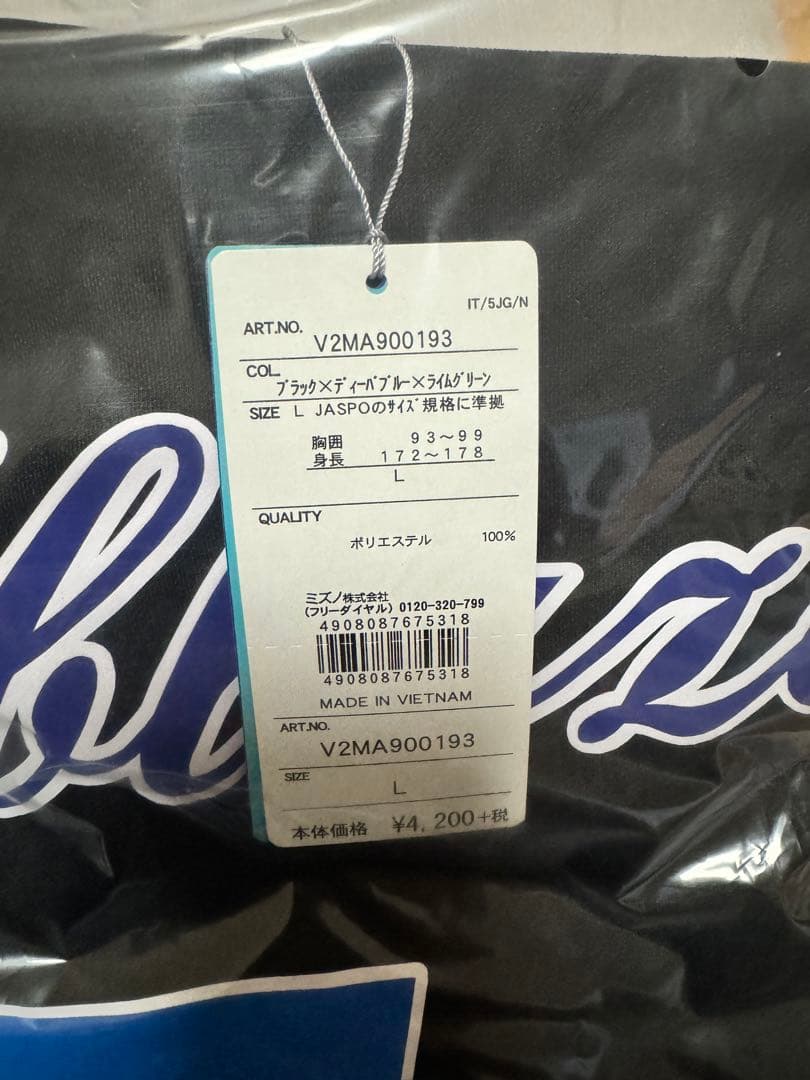 IT/5JG/N
ART.NO.
V2MA900193
COL.
ブラック×ディープブルー×ライムグリーン
SIZE L JASPOのサイズ規格に準拠
胸囲 93～99
身長 172～178
L
QUALITY
ポリエステル 100%
ミズノ株式会社
(フリーダイヤル) 0120-320-799
4908087675318
4908087675318
MADE IN VIETNAM
ART.NO.
V2MA900193
SIZE
L
本体価格 ¥4,200+税